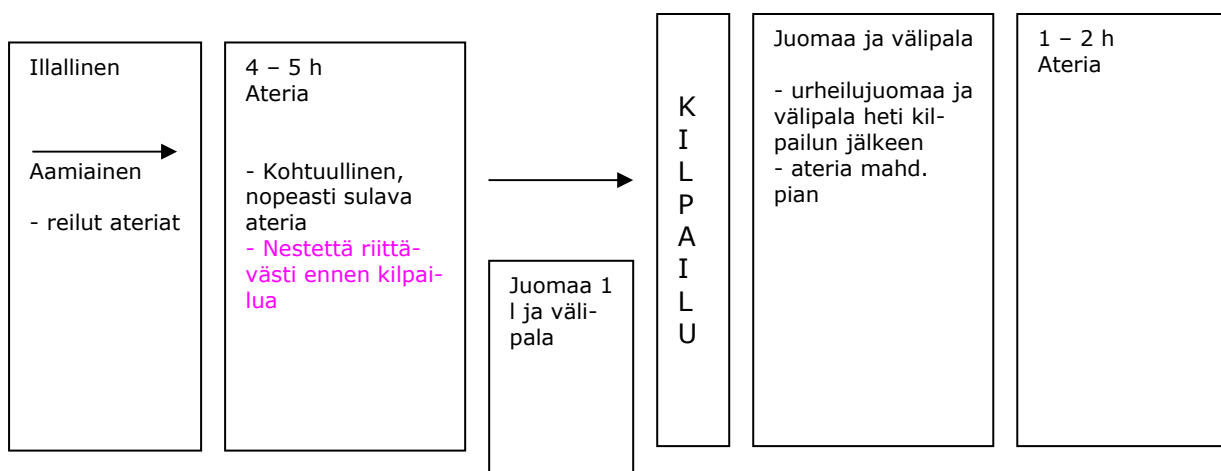 Illallinen
Aamiainen
- reilut ateriat
4 – 5 h
Ateria
- Kohtuullinen,
nopeasti sulava
ateria
- Nestettä riittä-
västi ennen kilpai-
lua
Juomaa 1
l ja väli-
pala
K
I
L
P
A
I
L
U
Juomaa ja välipala
- urheilujuomaa ja
välipala heti kil-
pailun jälkeen
- ateria mahd.
pian
1 – 2 h
Ateria